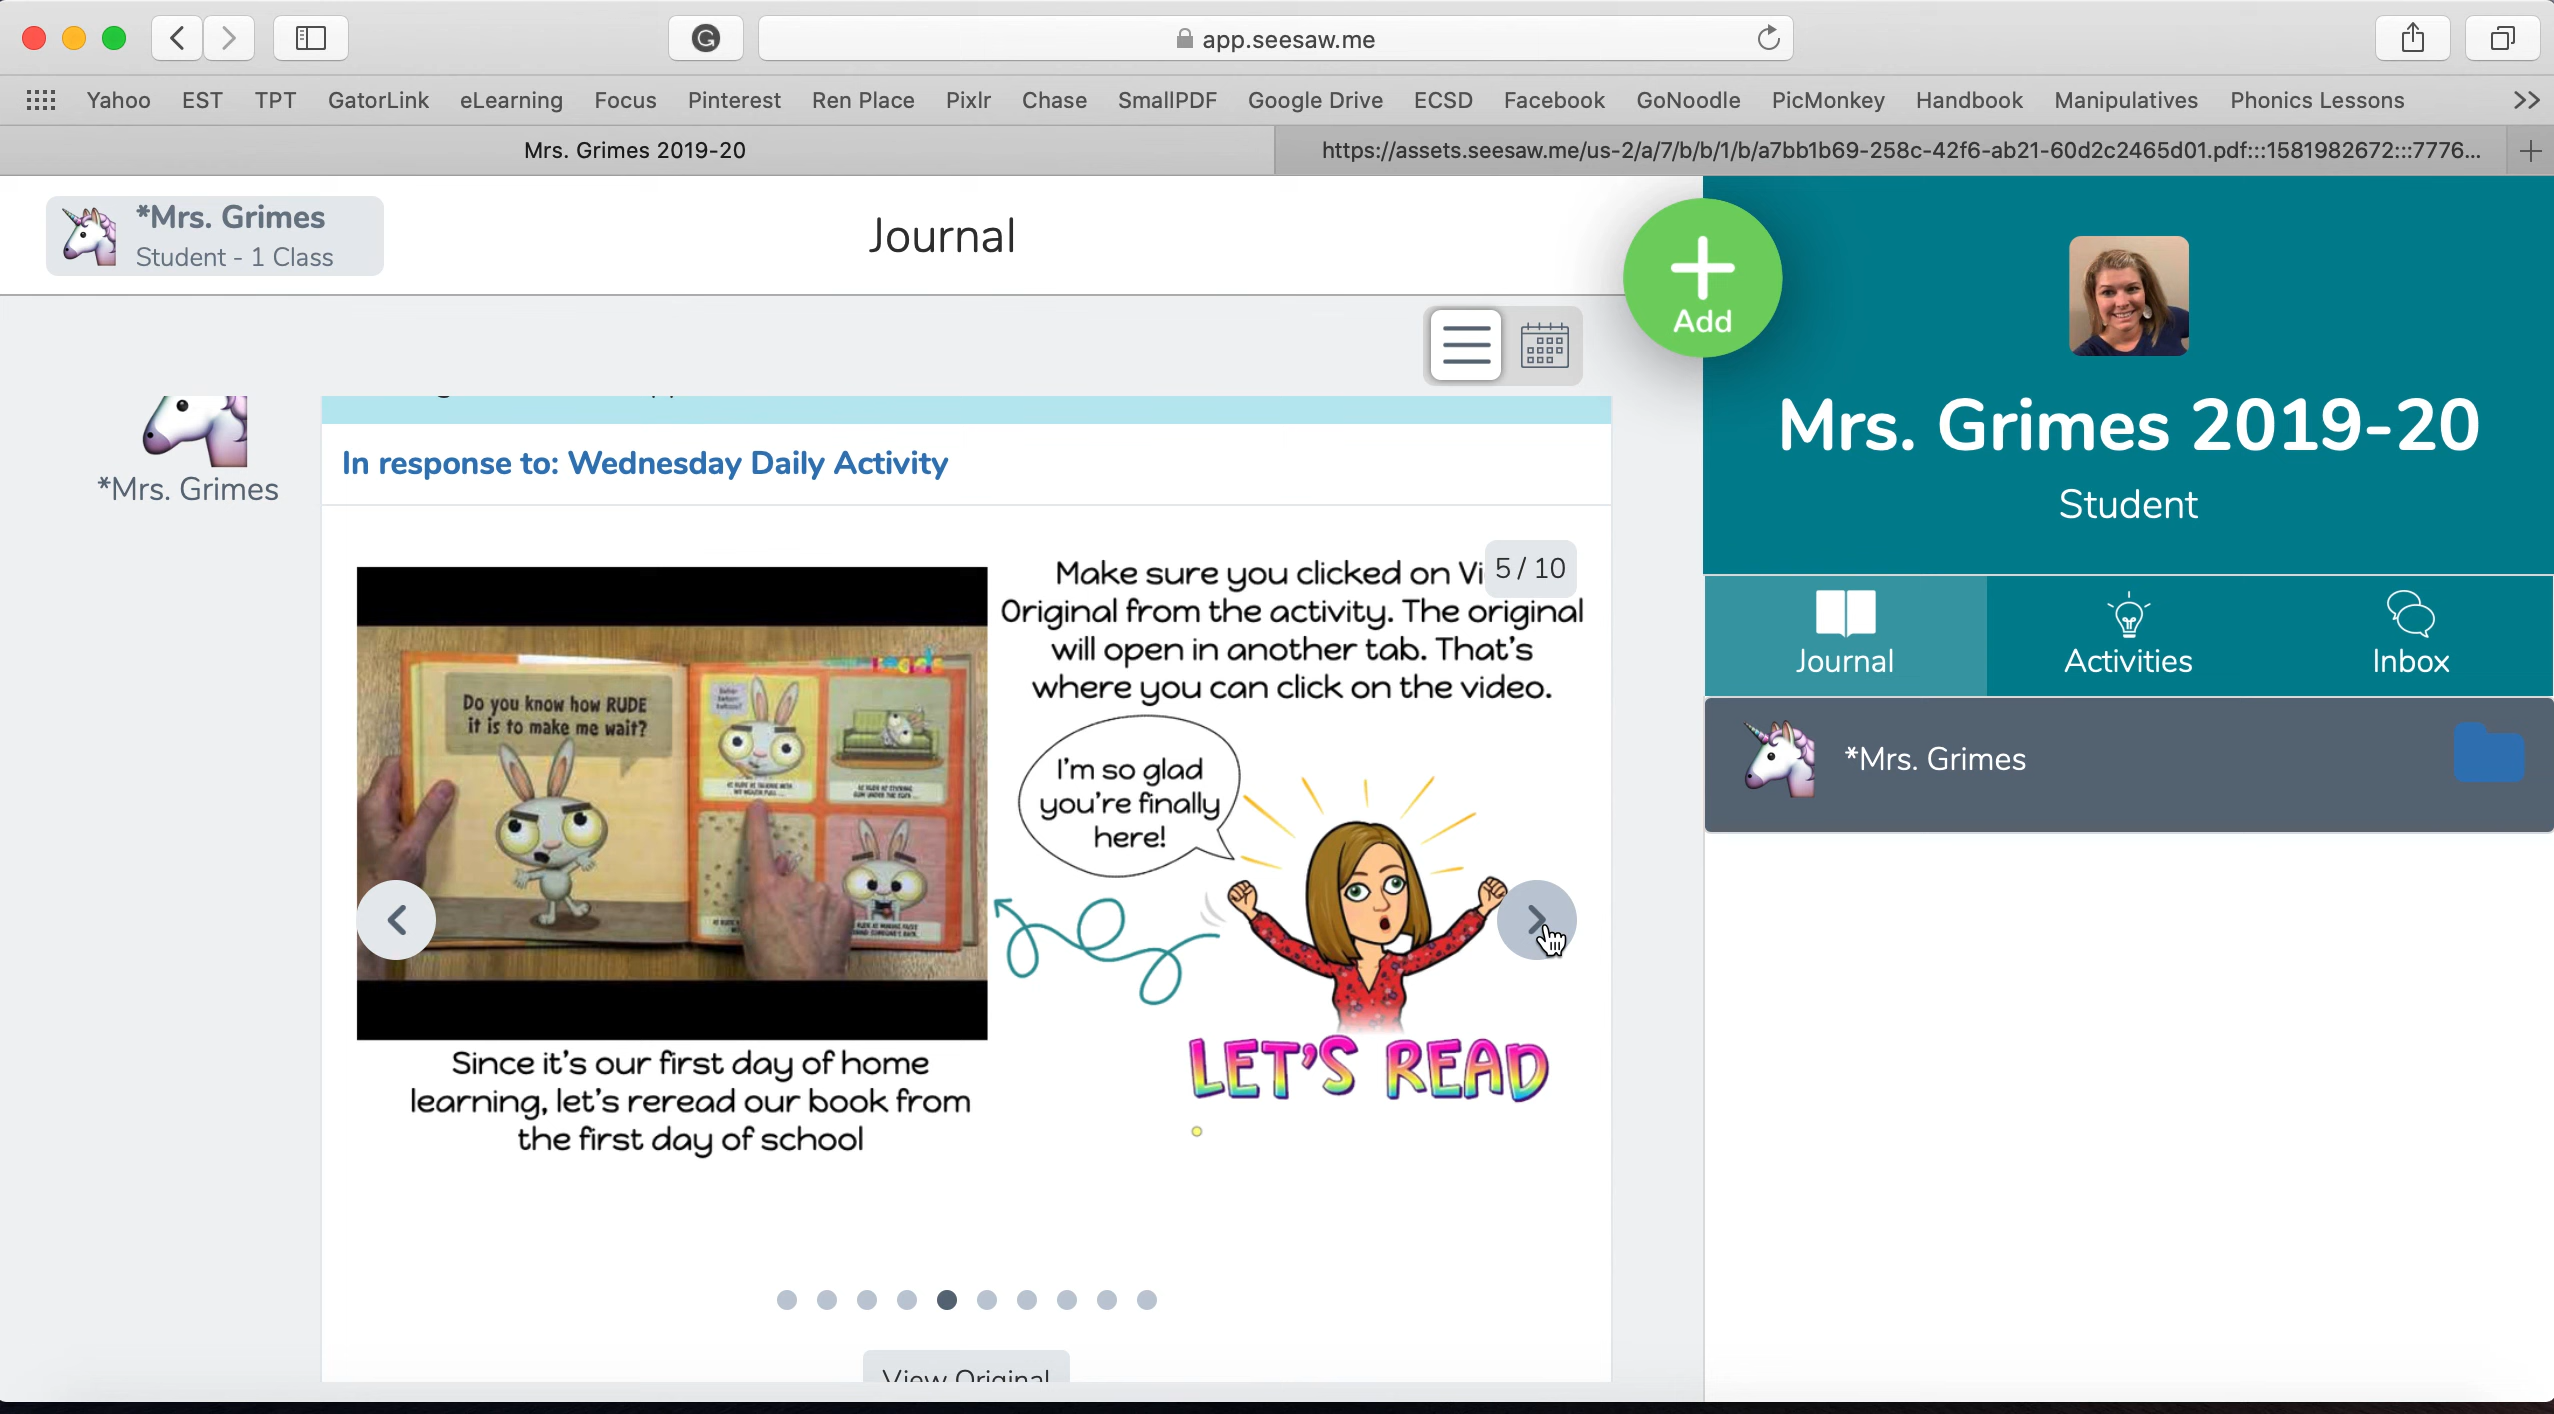 app.seesaw.me
Yahoo EST TPT GatorLink eLearning Focus Pinterest Ren Place Pixlr Chase SmallPDF Google Drive ECSD Facebook GoNoodle PicMonkey Handbook Manipulatives Phonics Lessons
Mrs. Grimes 2019-20
https://assets.seesaw.me/us-2/a/7/b/b/1/b/a7bb1b69-258c-42f6-ab21-60d2c2465d01.pdf:::1581982672:::7776...
*Mrs. Grimes
Student - 1 Class
Journal
Add
*Mrs. Grimes
In response to: Wednesday Daily Activity
5 / 10
Make sure you clicked on Vi
Original from the activity. The original
will open in another tab. That's
where you can click on the video.
Do you know how RUDE
it is to make me wait?
I'm so glad
you're finally
here!
LET'S READ
Since it's our first day of home
learning, let's reread our book from
the first day of school
View Original
Mrs. Grimes 2019-20
Student
Journal
Activities
Inbox
*Mrs. Grimes